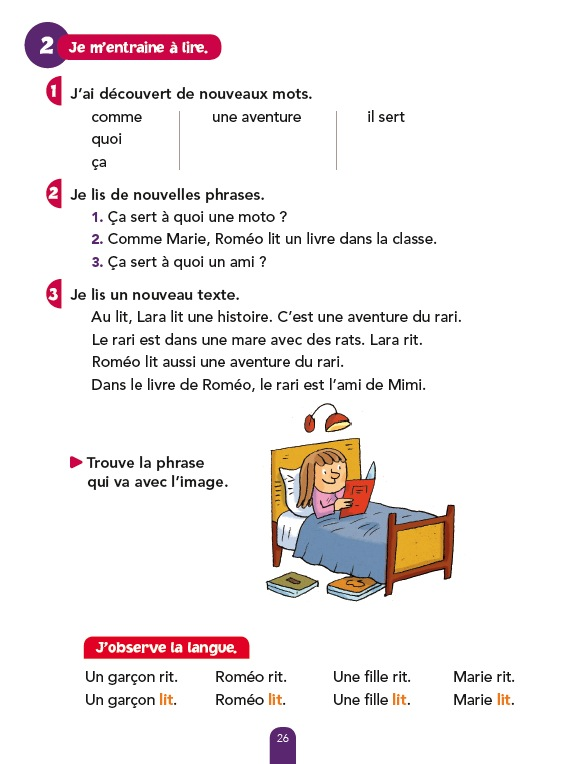 2 Je m'entraine à lire.
1 J'ai découvert de nouveaux mots.
comme une aventure il sert
quoi
ça
2 Je lis de nouvelles phrases.
1. Ça sert à quoi une moto ?
2. Comme Marie, Roméo lit un livre dans la classe.
3. Ça sert à quoi un ami ?
3 Je lis un nouveau texte.
Au lit, Lara lit une histoire. C'est une aventure du rari.
Le rari est dans une mare avec des rats. Lara rit.
Roméo lit aussi une aventure du rari.
Dans le livre de Roméo, le rari est l'ami de Mimi.
Trouve la phrase
qui va avec l'image.
J'observe la langue.
Un garçon rit. Roméo rit. Une fille rit. Marie rit.
Un garçon lit. Roméo lit. Une fille lit. Marie lit.
26